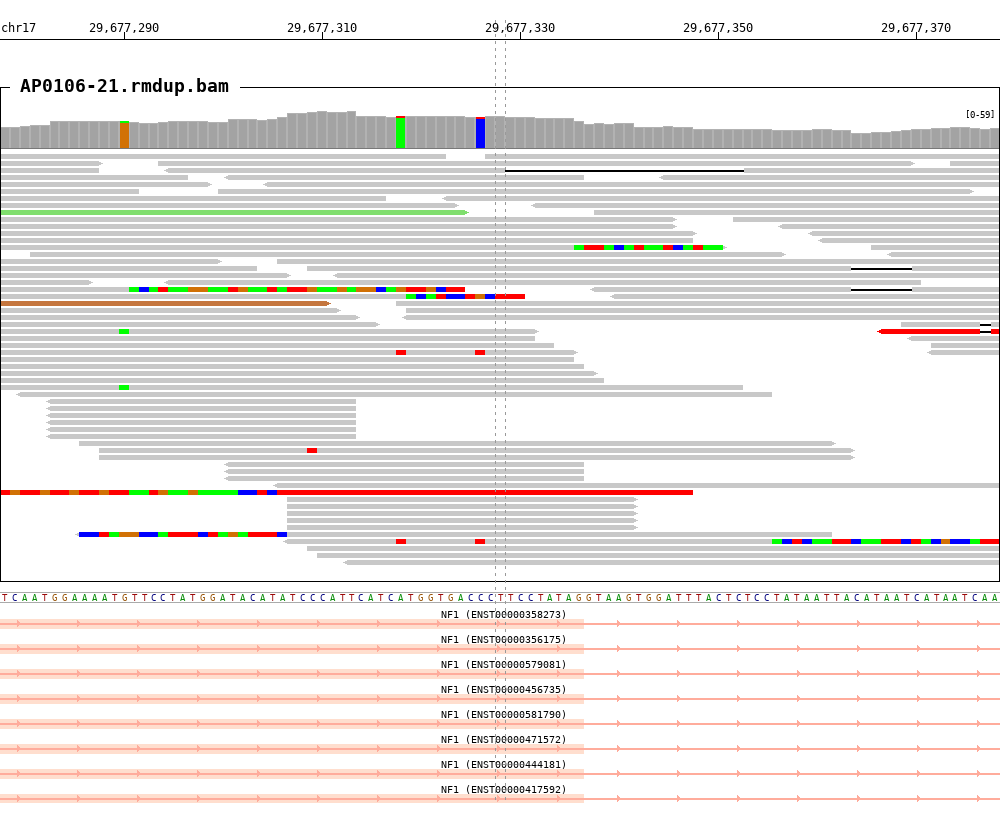 chr17 29,677,290 29,677,310 29,677,330 29,677,350 29,677,370
AP0106-21.rmdup.bam
[0-59]
TCAATGGAAAATGTTCCTATGGATACATATCCCATTCATCATGGTGACCCTTCCTATAGGTAAGTGGATTTACTCTCCTATAATTACATAATCATAATCAA
NF1 (ENST00000358273)
NF1 (ENST00000356175)
NF1 (ENST00000579081)
NF1 (ENST00000456735)
NF1 (ENST00000581790)
NF1 (ENST00000471572)
NF1 (ENST00000444181)
NF1 (ENST00000417592)